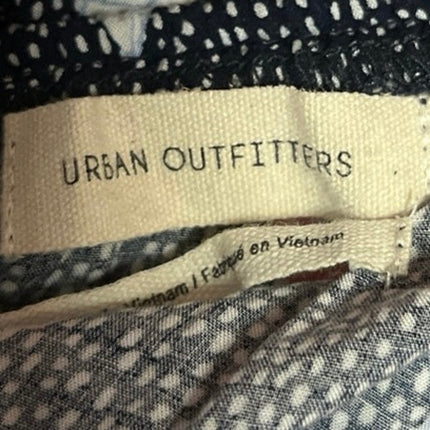 URBAN OUTFITTERS
Vietnam / Fabriqué en Vietnam